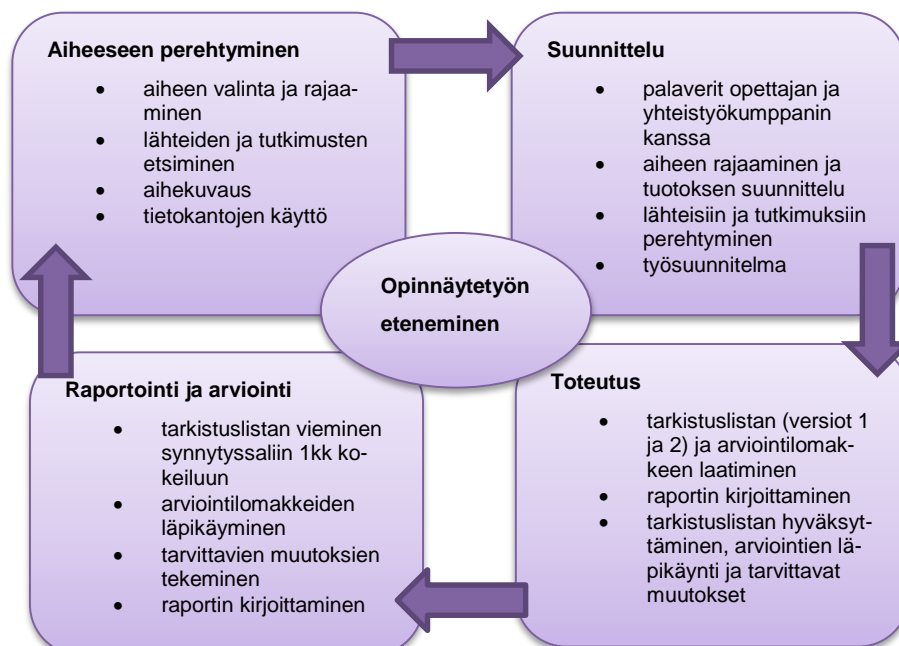 Aiheeseen perehtyminen
• aiheen valinta ja rajaa-
minen
• lähteiden ja tutkimusten
etsiminen
• aihekuvaus
• tietokantojen käyttö
Suunnittelu
• palaverit opettajan ja
yhteistyökumppanin
kanssa
• aiheen rajaaminen ja
tuotoksen suunnittelu
• lähteisiin ja tutkimuksiin
perehtyminen
• työsuunnitelma
Opinnäytetyön
eteneminen
Raportointi ja arviointi
• tarkistuslistan vieminen
synnytyssaliin 1kk ko-
keiluun
• arviointilomakkeiden
läpikäyminen
• tarvittavien muutoksien
tekeminen
• raportin kirjoittaminen
Toteutus
• tarkistuslistan (versiot 1
ja 2) ja arviointilomak-
keen laatiminen
• raportin kirjoittaminen
• tarkistuslistan hyväksyt-
täminen, arviointien lä-
pikäynti ja tarvittavat
muutokset